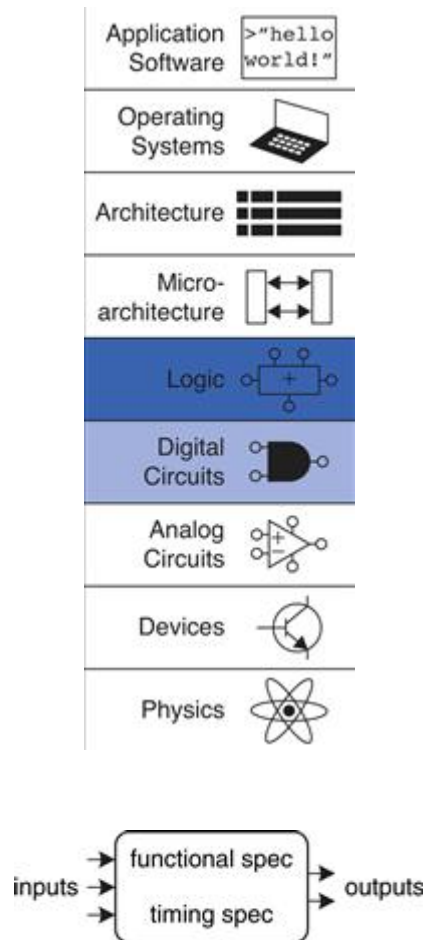 Application
Software
>"hello
world!"
Operating
Systems
Architecture
Micro-
architecture
Logic
+
Digital
Circuits
Analog
Circuits
+
−
Devices
Physics
functional spec
inputs
outputs
timing spec